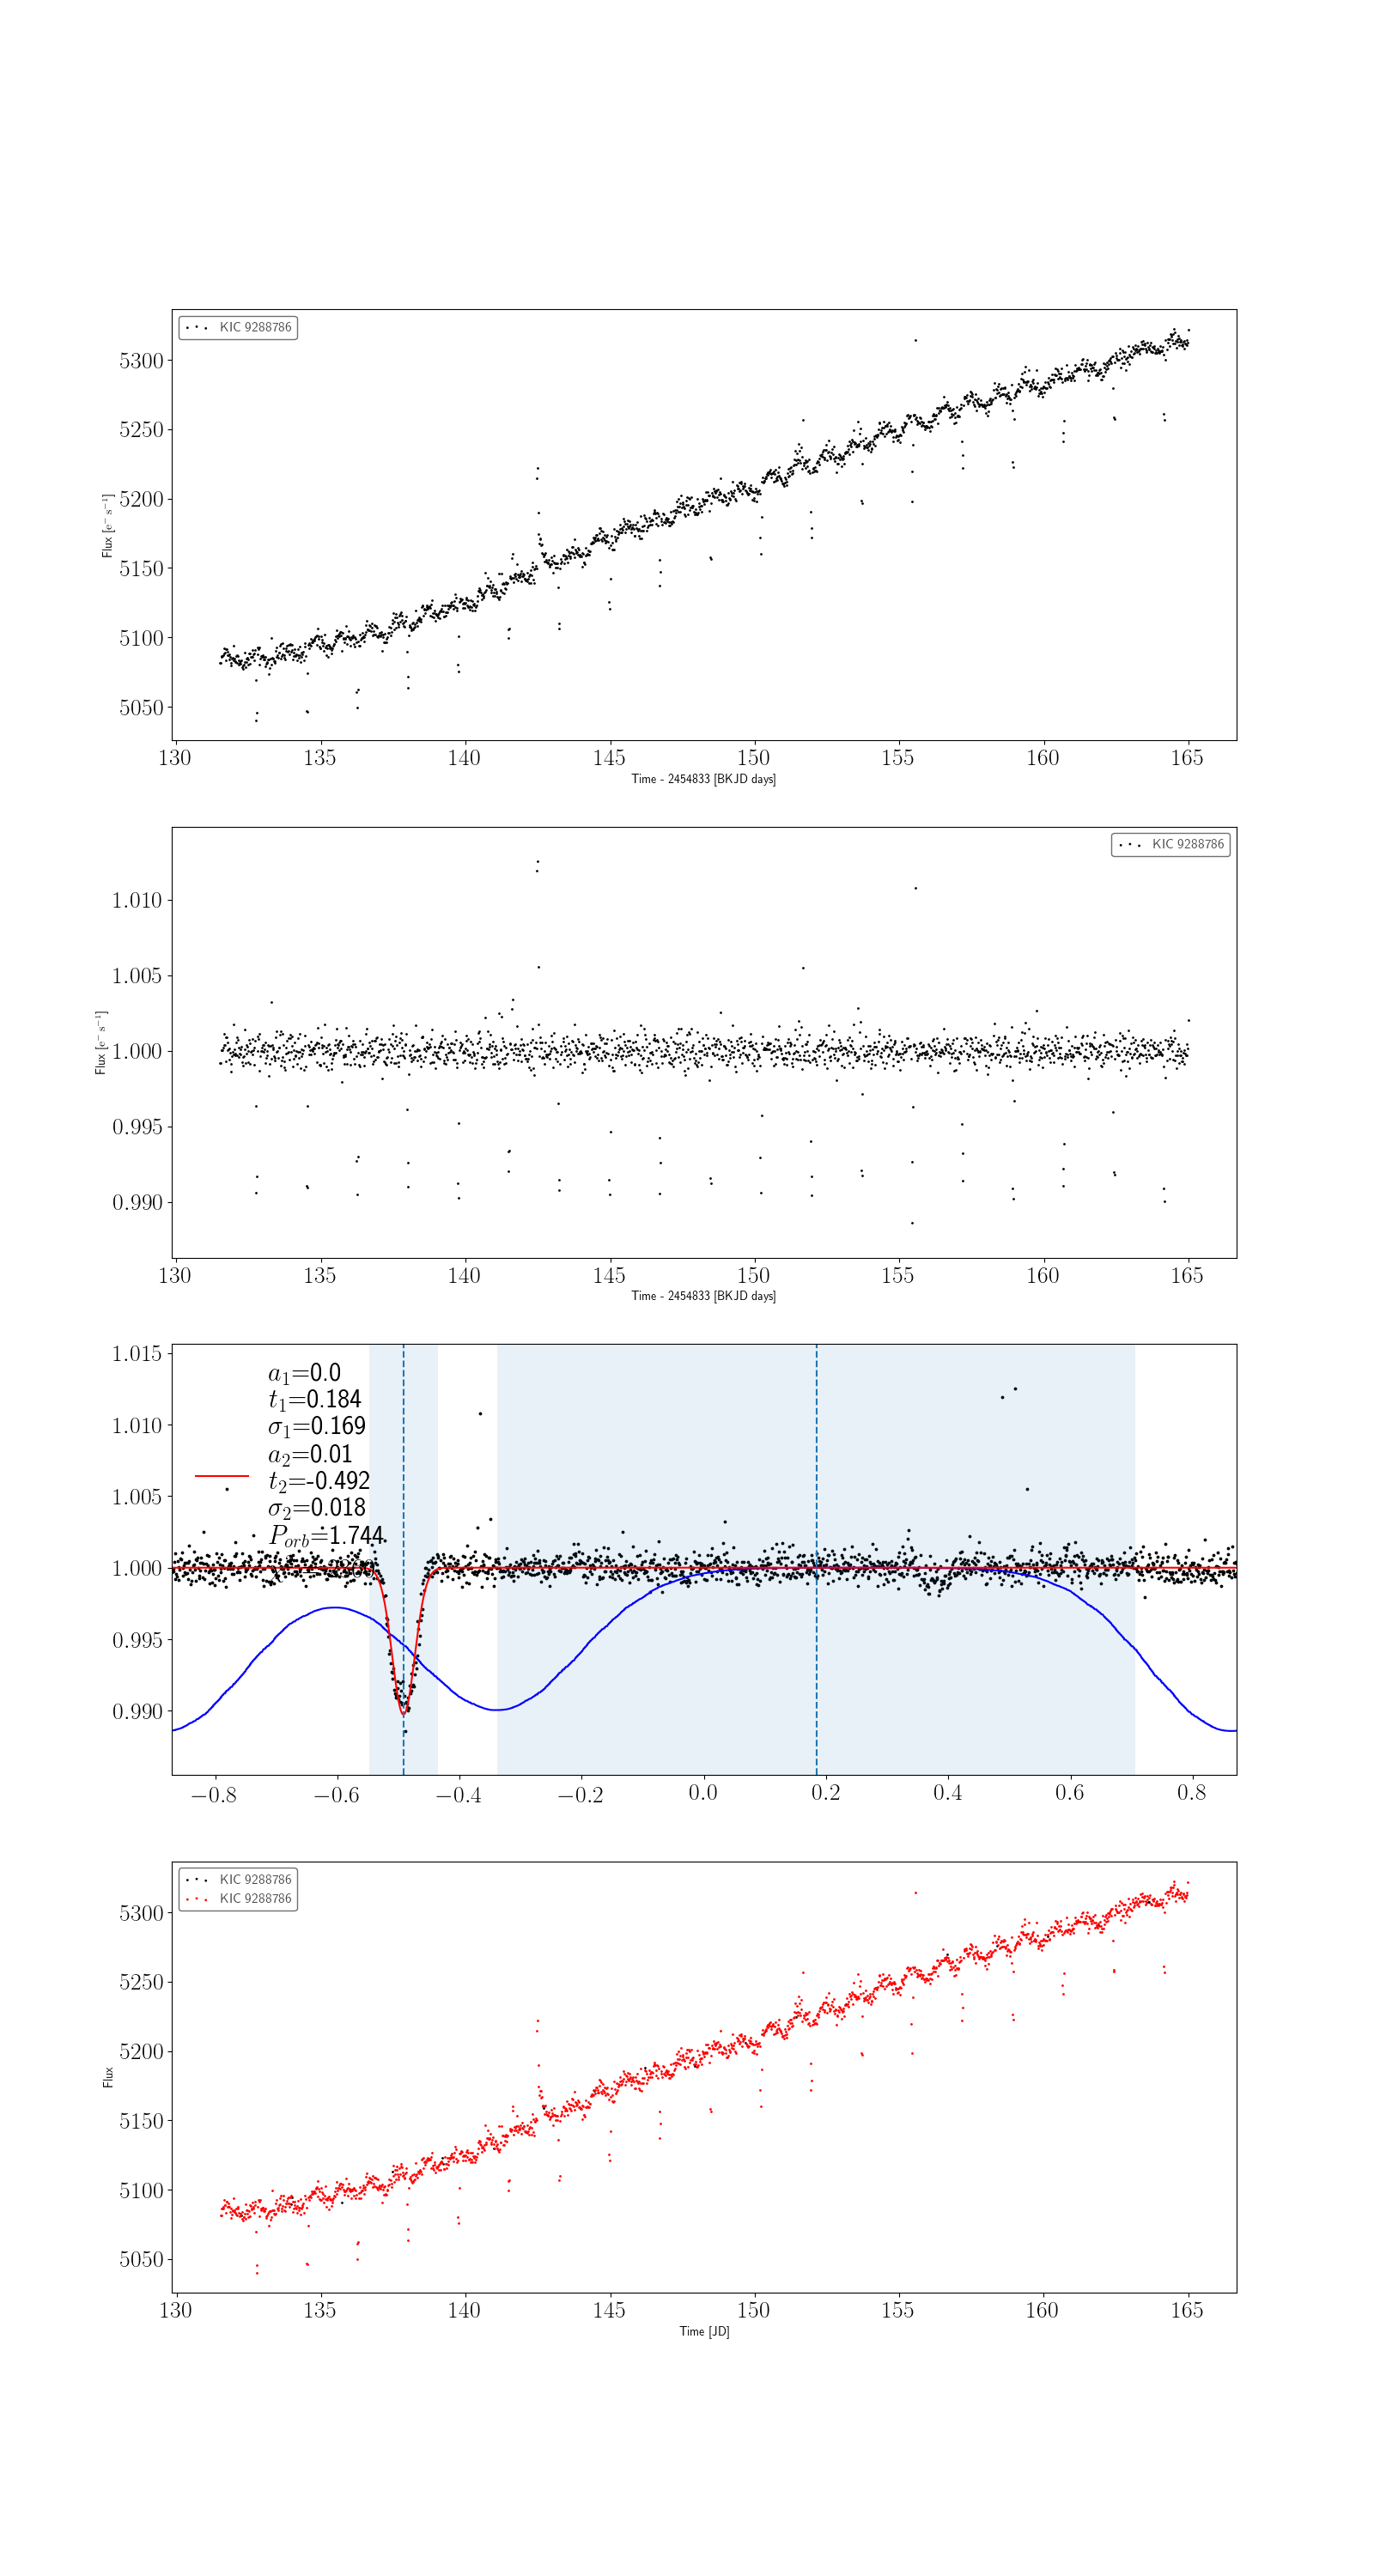 KIC 9288786
5300
5250
5200
5150
5100
5050
Flux [e⁻ s⁻¹]
130 135 140 145 150 155 160 165
Time - 2454833 [BKJD days]
KIC 9288786
1.010
1.005
1.000
0.995
0.990
Flux [e⁻ s⁻¹]
130 135 140 145 150 155 160 165
Time - 2454833 [BKJD days]
1.015
1.010
1.005
1.000
0.995
0.990
a₁=0.0
t₁=0.184
σ₁=0.169
a₂=0.01
t₂=-0.492
σ₂=0.018
P_orb=1.744
−0.8 −0.6 −0.4 −0.2 0.0 0.2 0.4 0.6 0.8
KIC 9288786
KIC 9288786
5300
5250
5200
5150
5100
5050
Flux
130 135 140 145 150 155 160 165
Time [JD]